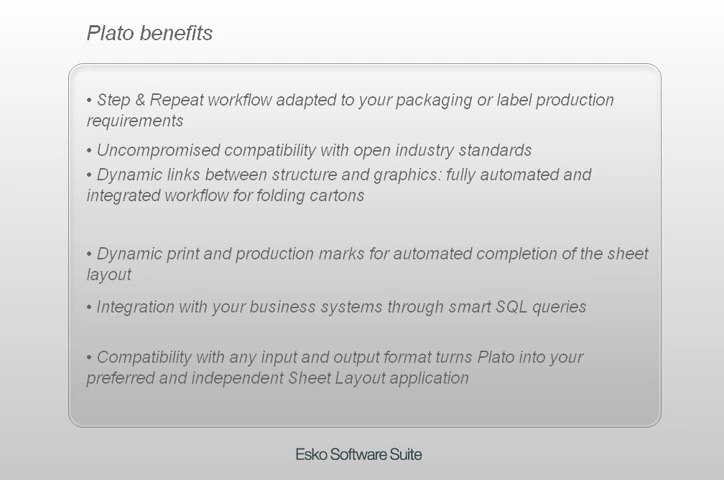 Plato benefits
• Step & Repeat workflow adapted to your packaging or label production
requirements
• Uncompromised compatibility with open industry standards
• Dynamic links between structure and graphics: fully automated and
integrated workflow for folding cartons
• Dynamic print and production marks for automated completion of the sheet
layout
• Integration with your business systems through smart SQL queries
• Compatibility with any input and output format turns Plato into your
preferred and independent Sheet Layout application
Esko Software Suite